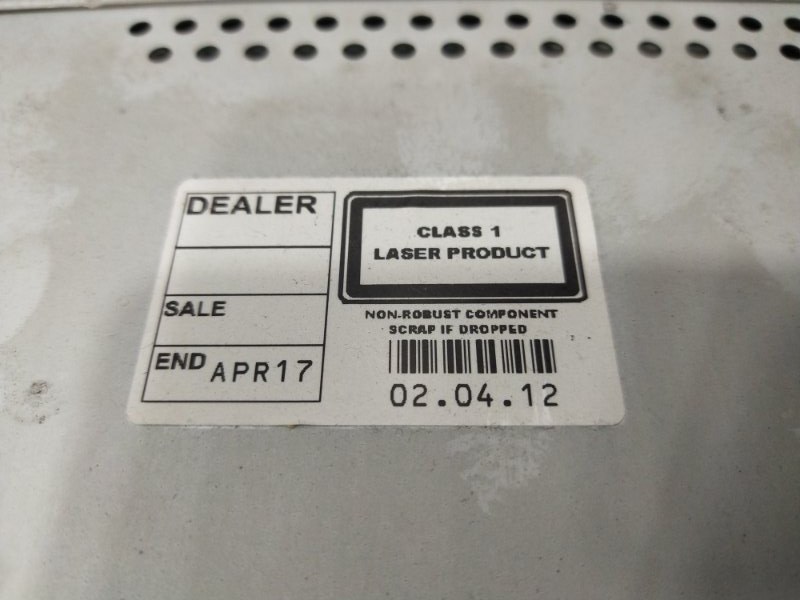 DEALER
SALE
END APR17
CLASS 1
LASER PRODUCT
NON-ROBUST COMPONENT
SCRAP IF DROPPED
02.04.12